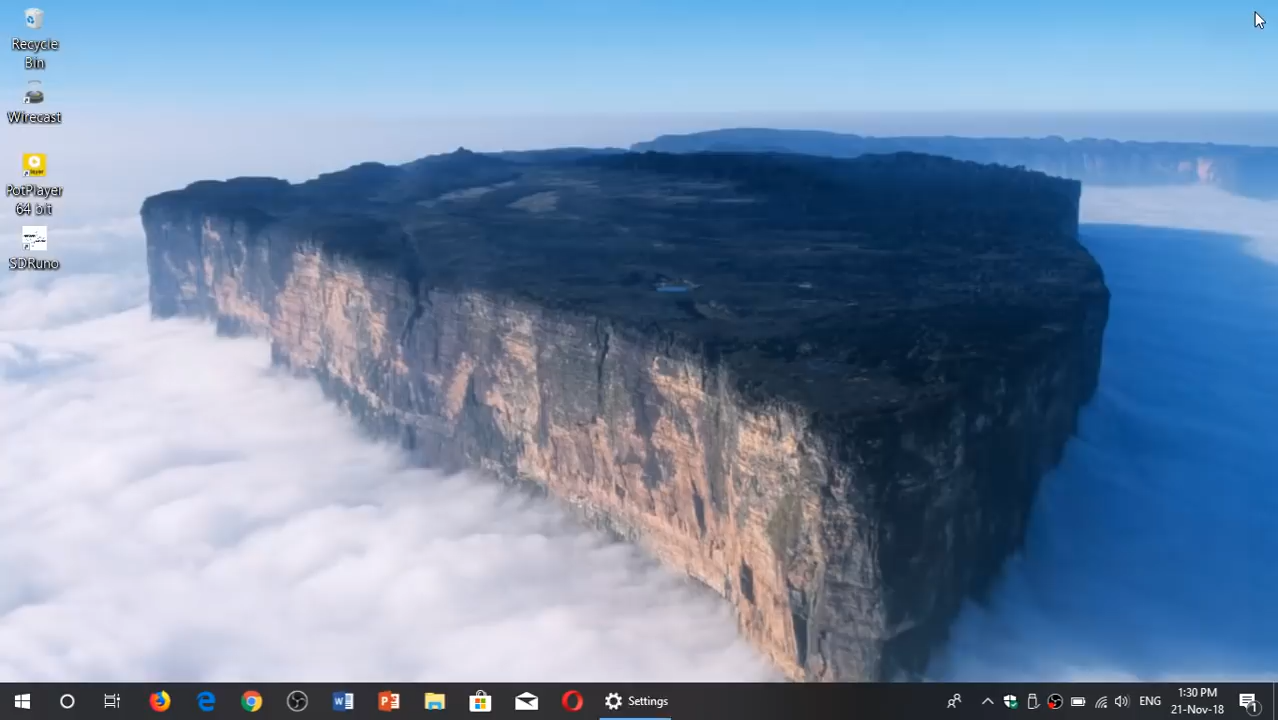 Recycle
Bin
Wirecast
PotPlayer
64 bit
SDRuno
Settings
ENG
1:30 PM
21-Nov-18
1